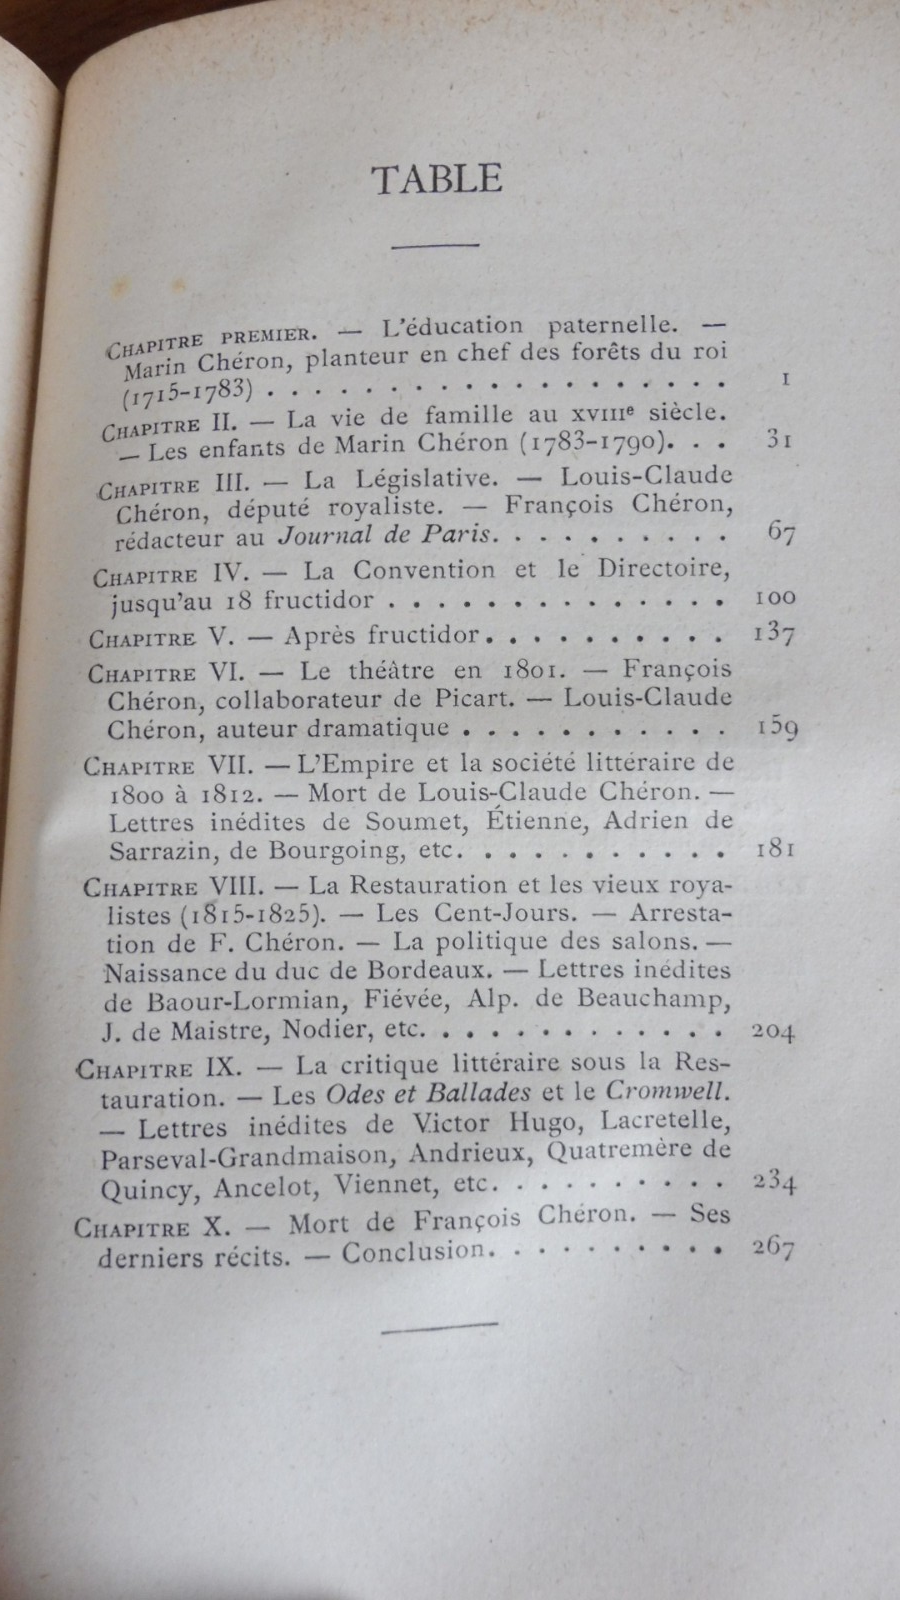 TABLE
CHAPITRE PREMIER. — L'éducation paternelle. —
Marin Chéron, planteur en chef des forêts du roi
(1715-1783) . . . . . . . . . . . . . . . . . . 1
CHAPITRE II. — La vie de famille au XVIIIe siècle.
— Les enfants de Marin Chéron (1783-1790). . . 31
CHAPITRE III. — La Législative. — Louis-Claude
Chéron, député royaliste. — François Chéron,
rédacteur au Journal de Paris. . . . . . . . . . 67
CHAPITRE IV. — La Convention et le Directoire,
jusqu'au 18 fructidor . . . . . . . . . . . . . . 100
CHAPITRE V. — Après fructidor. . . . . . . . . . 137
CHAPITRE VI. — Le théâtre en 1801. — François
Chéron, collaborateur de Picart. — Louis-Claude
Chéron, auteur dramatique . . . . . . . . . . . 159
CHAPITRE VII. — L'Empire et la société littéraire de
1800 à 1812. — Mort de Louis-Claude Chéron. —
Lettres inédites de Soumet, Étienne, Adrien de
Sarrazin, de Bourgoing, etc. . . . . . . . . . . 181
CHAPITRE VIII. — La Restauration et les vieux roya-
listes (1815-1825). — Les Cent-Jours. — Arresta-
tion de F. Chéron. — La politique des salons. —
Naissance du duc de Bordeaux. — Lettres inédites
de Baour-Lormian, Fiévée, Alp. de Beauchamp,
J. de Maistre, Nodier, etc. . . . . . . . . . . . . 204
CHAPITRE IX. — La critique littéraire sous la Res-
tauration. — Les Odes et Ballades et le Cromwell.
— Lettres inédites de Victor Hugo, Lacretelle,
Parseval-Grandmaison, Andrieux, Quatremère de
Quincy, Ancelot, Viennet, etc. . . . . . . . . . 234
CHAPITRE X. — Mort de François Chéron. — Ses
derniers récits. — Conclusion. . . . . . . . . . 267